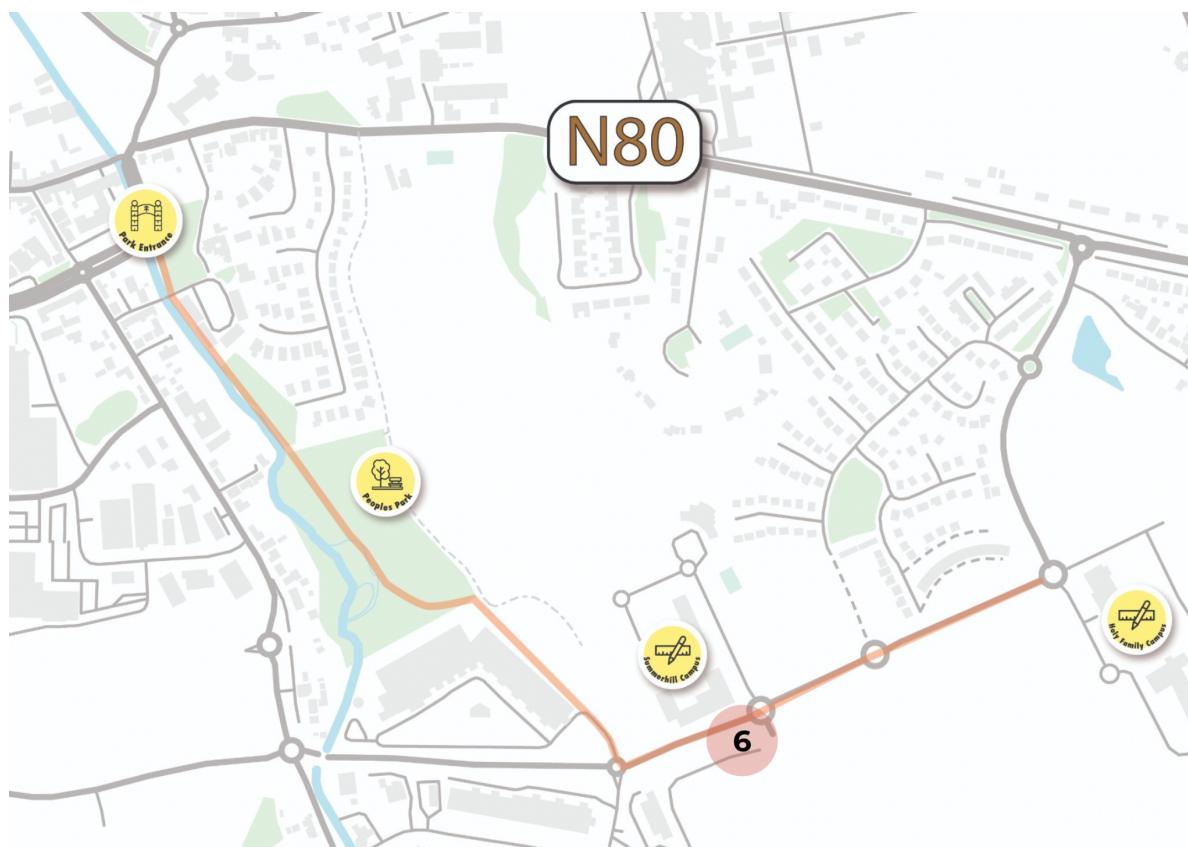 N80
Park Entrance
Peoples Park
Summerhill Campus
Holy Family Campus
6